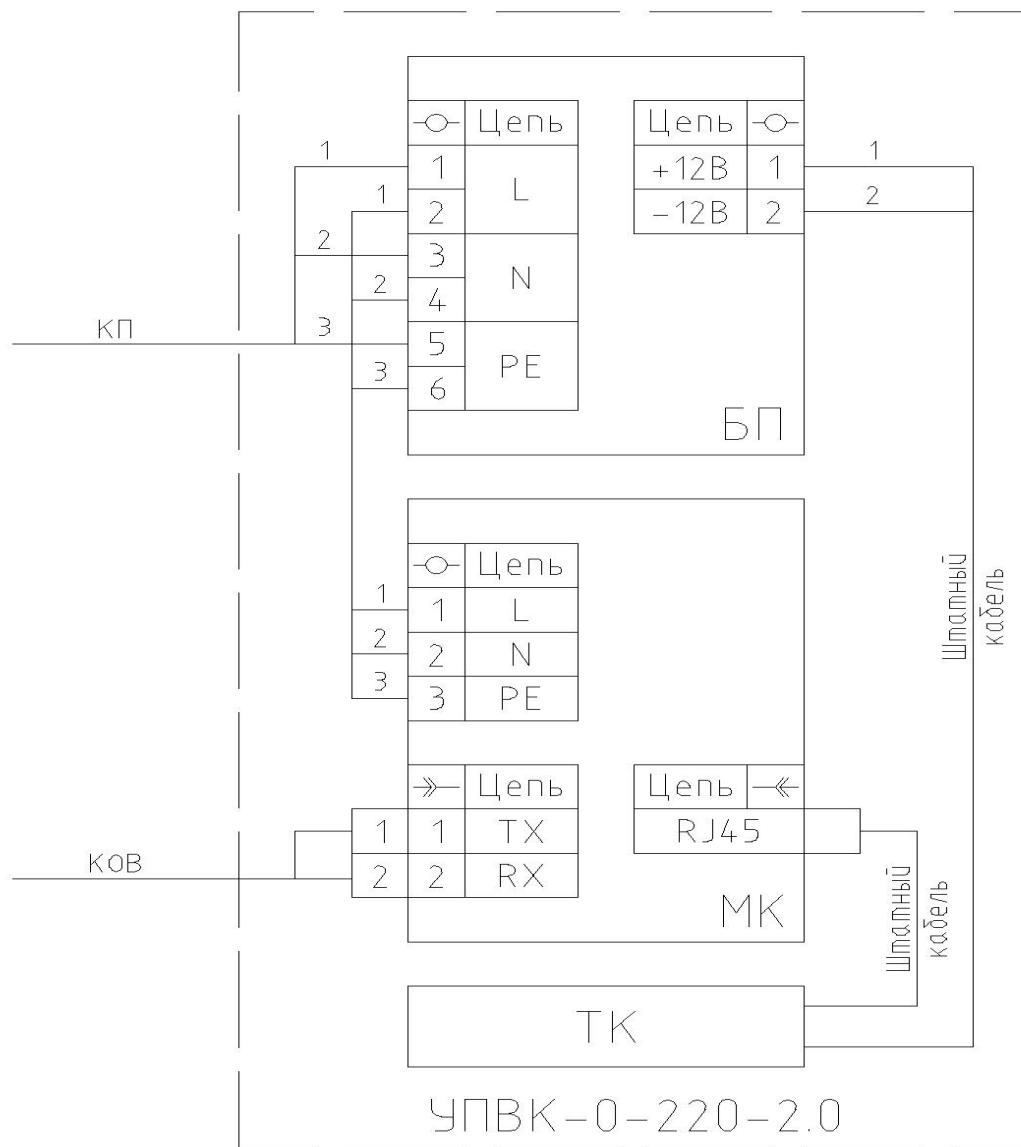 Цепь Цепь
1 1 L +12В 1 1
1 2 -12В 2 2
2 3 N
2 4
КП 3 5 PE
3 6
БП
Цепь
1 1 L
2 2 N
3 3 PE
Штатный
кабель
Цепь Цепь
1 1 TX RJ45
КОВ 2 2 RX
МК
Штатный
кабель
ТК
УПВК-0-220-2.0